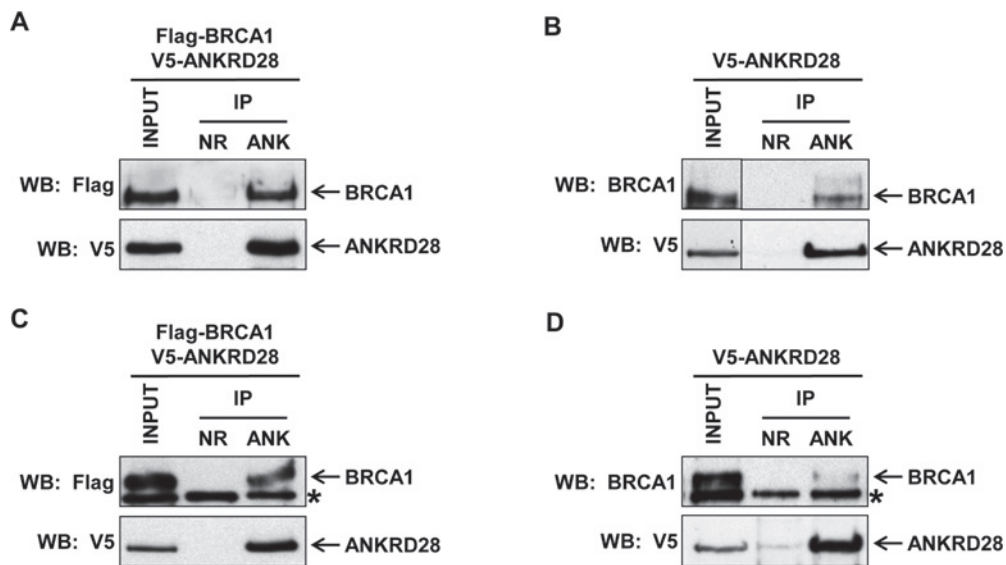 A
Flag-BRCA1
V5-ANKRD28
INPUT
IP
NR ANK
WB: Flag
BRCA1
WB: V5
ANKRD28
B
V5-ANKRD28
INPUT
IP
NR ANK
WB: BRCA1
BRCA1
WB: V5
ANKRD28
C
Flag-BRCA1
V5-ANKRD28
INPUT
IP
NR ANK
WB: Flag
BRCA1
*
WB: V5
ANKRD28
D
V5-ANKRD28
INPUT
IP
NR ANK
WB: BRCA1
BRCA1
*
WB: V5
ANKRD28